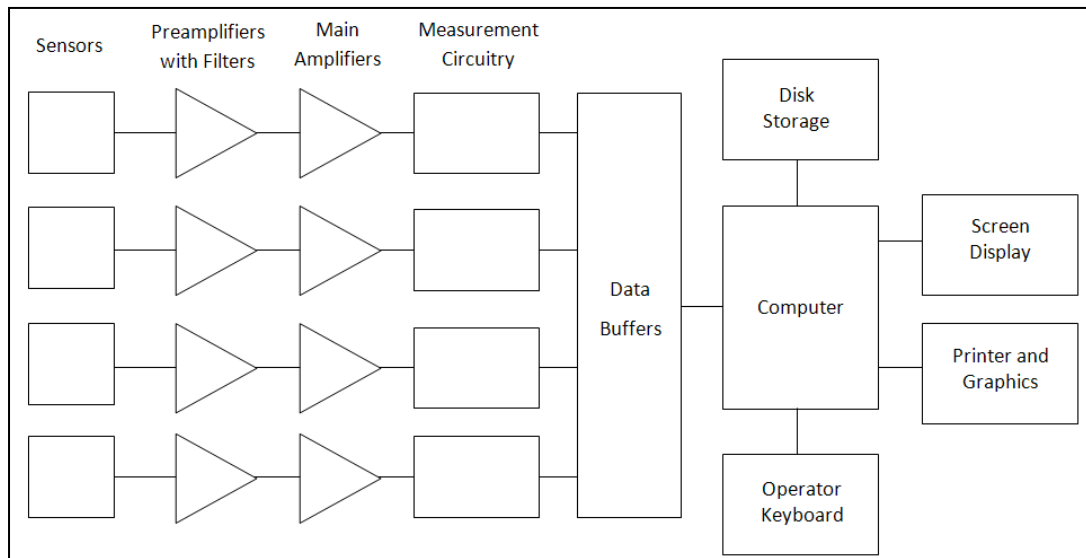 Sensors
Preamplifiers
with Filters
Main
Amplifiers
Measurement
Circuitry
Disk
Storage
Screen
Display
Data
Buffers
Computer
Printer and
Graphics
Operator
Keyboard